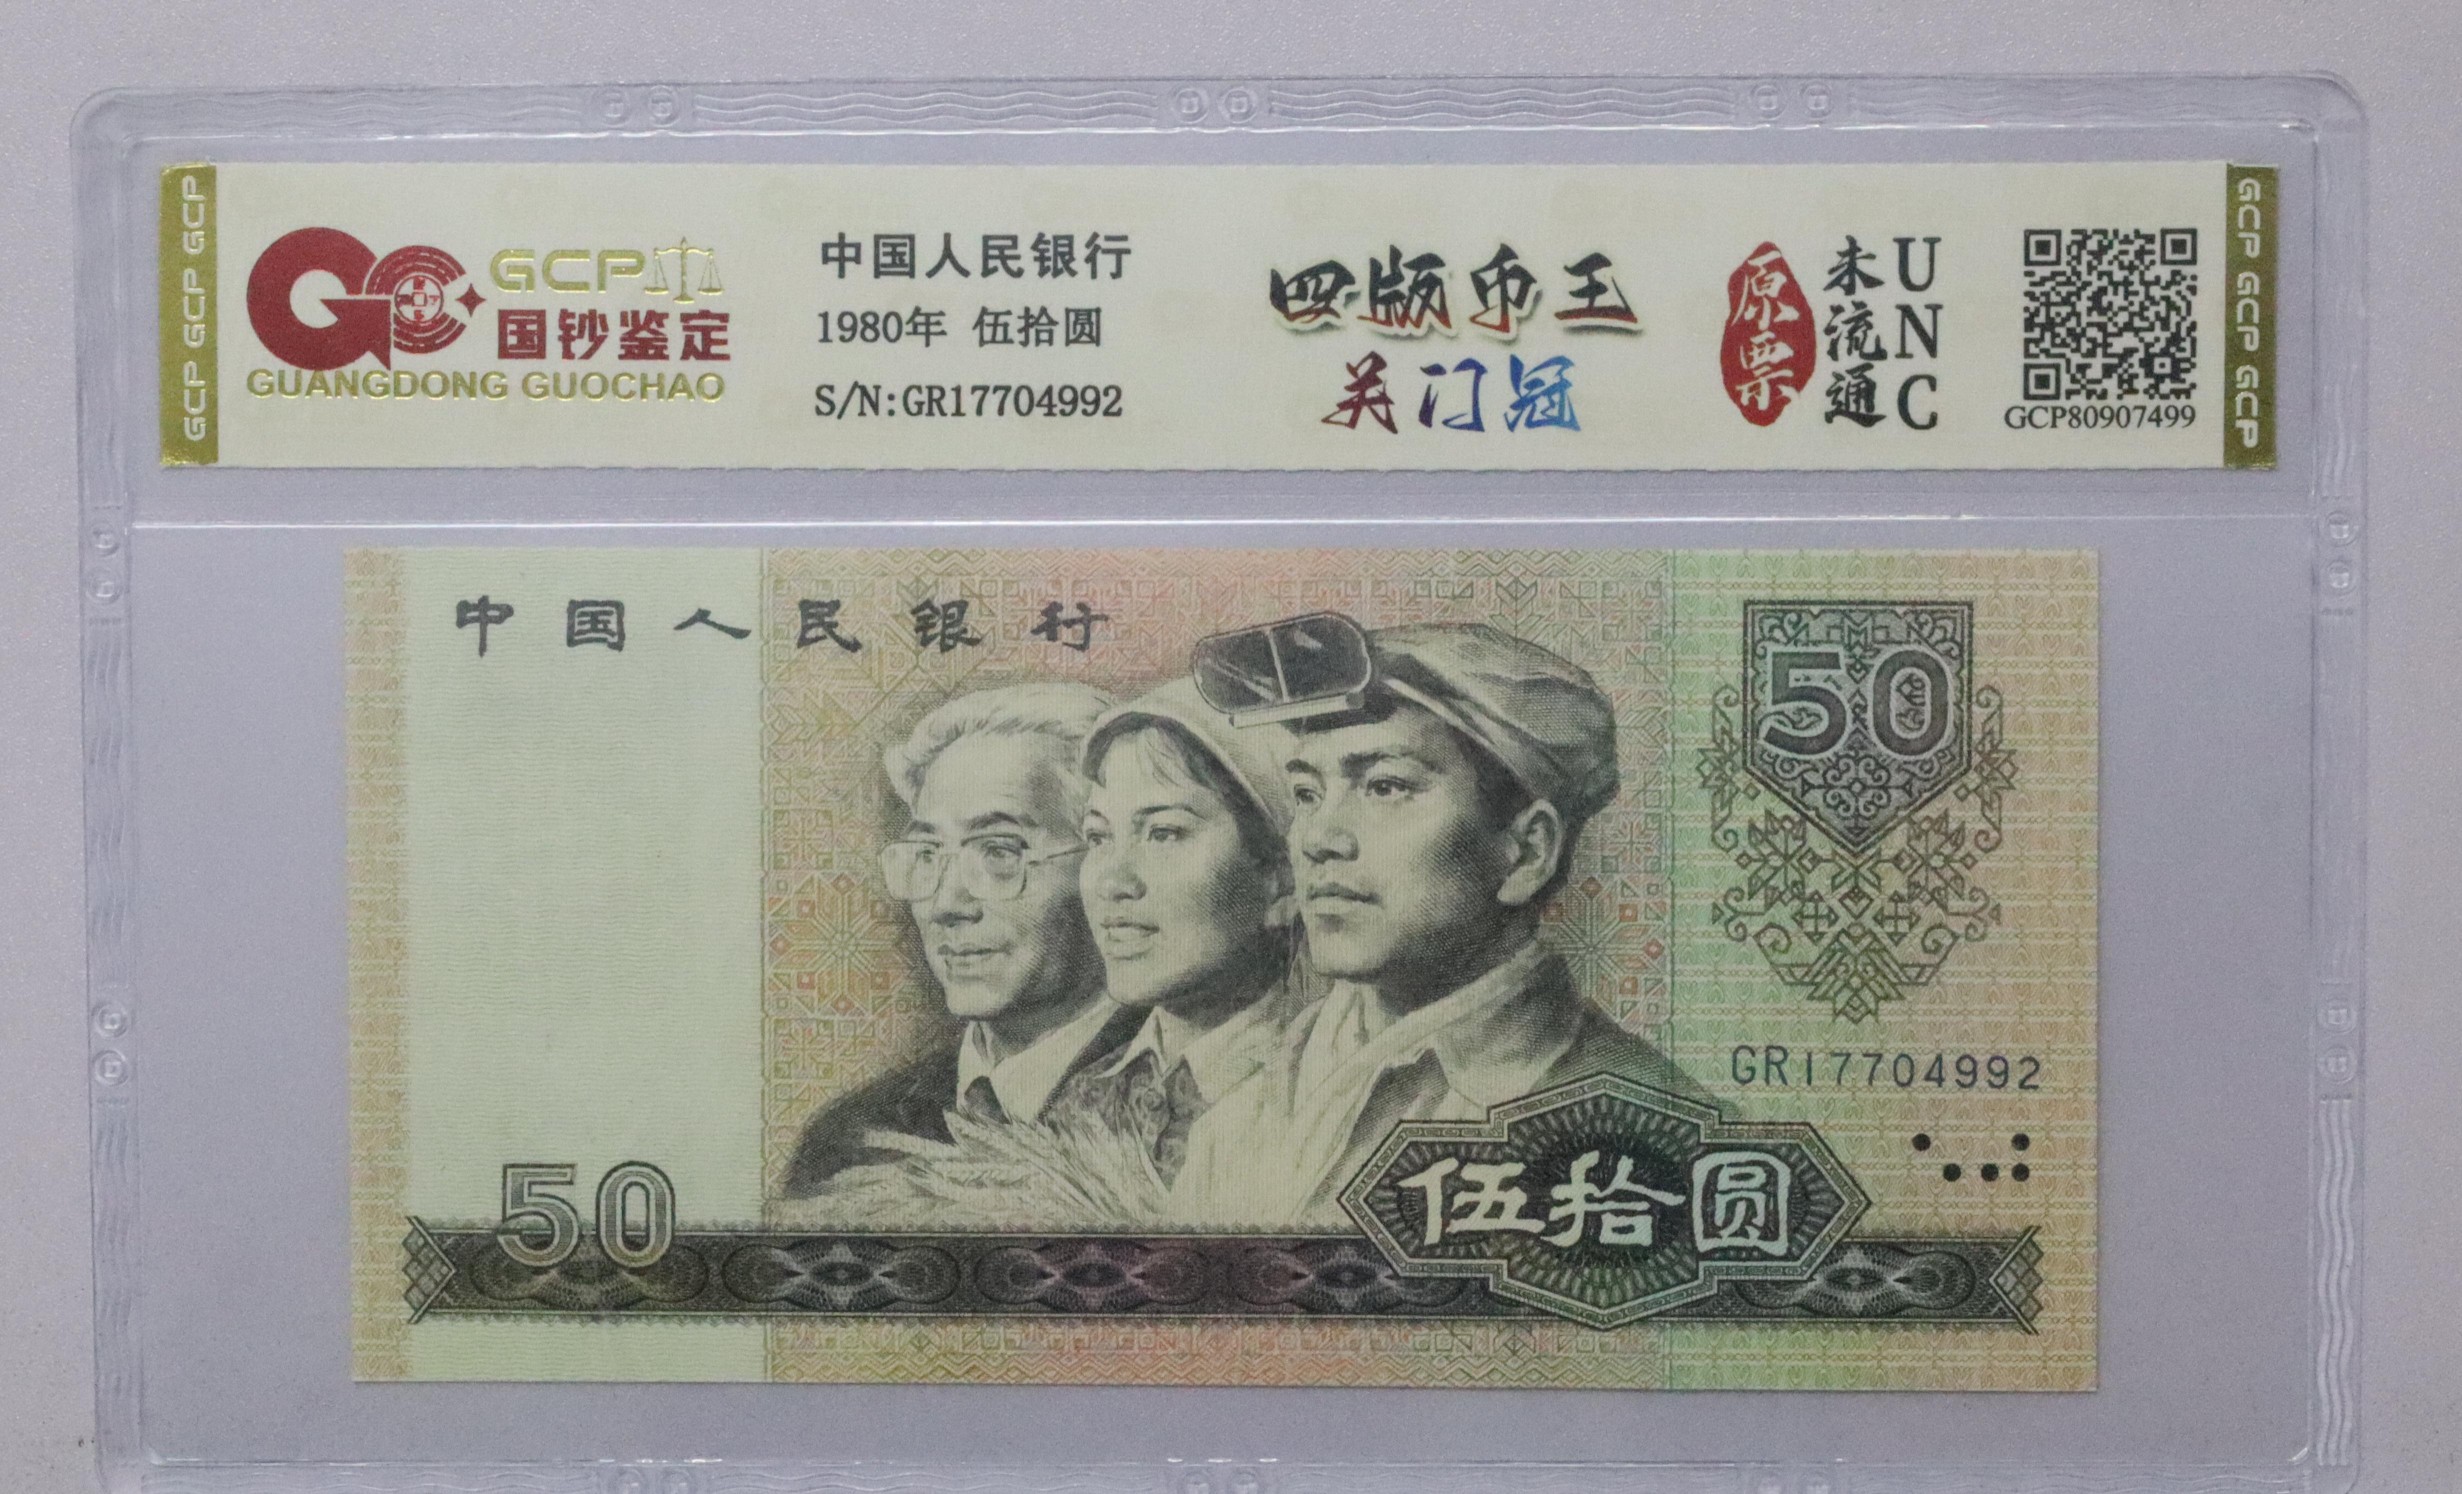 GCP GCP GCP
GCP
国钞鉴定
GUANGDONG GUOCHAO
中国人民银行
1980年 伍拾圆
S/N:GR17704992
四版币王
关门冠
原票
未流通
UNC
GCP80907499
GCP GCP GCP
中国人民银行
50
GR17704992
50
伍拾圆